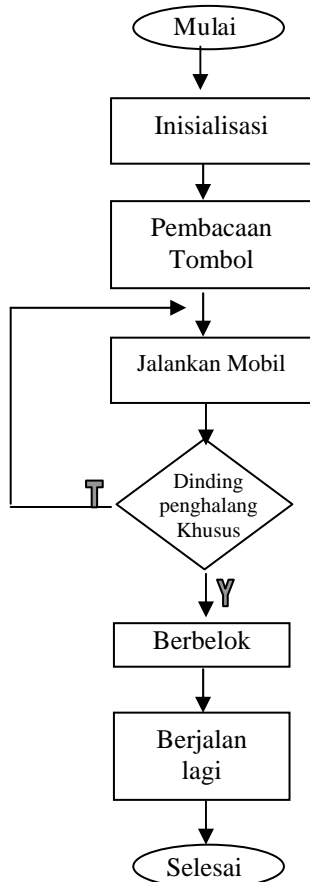 Mulai
Inisialisasi
Pembacaan
Tombol
Jalankan Mobil
Dinding
penghalang
Khusus
T
Y
Berbelok
Berjalan
lagi
Selesai